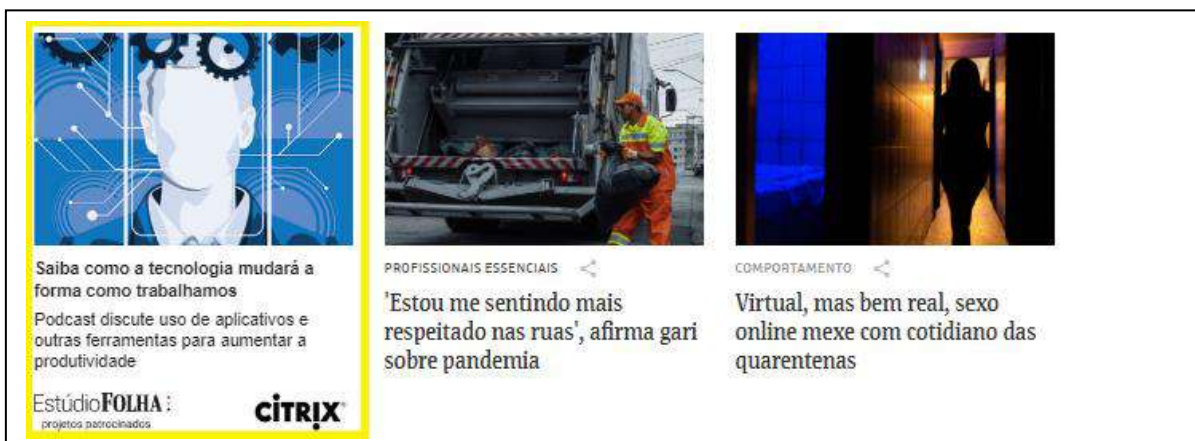 Saiba como a tecnologia mudará a
forma como trabalhamos
Podcast discute uso de aplicativos e
outras ferramentas para aumentar a
produtividade
EstúdioFOLHA:
projetos patrocinados
CITRIX
PROFISSIONAIS ESSENCIAIS
'Estou me sentindo mais
respeitado nas ruas', afirma gari
sobre pandemia
COMPORTAMENTO
Virtual, mas bem real, sexo
online mexe com cotidiano das
quarentenas